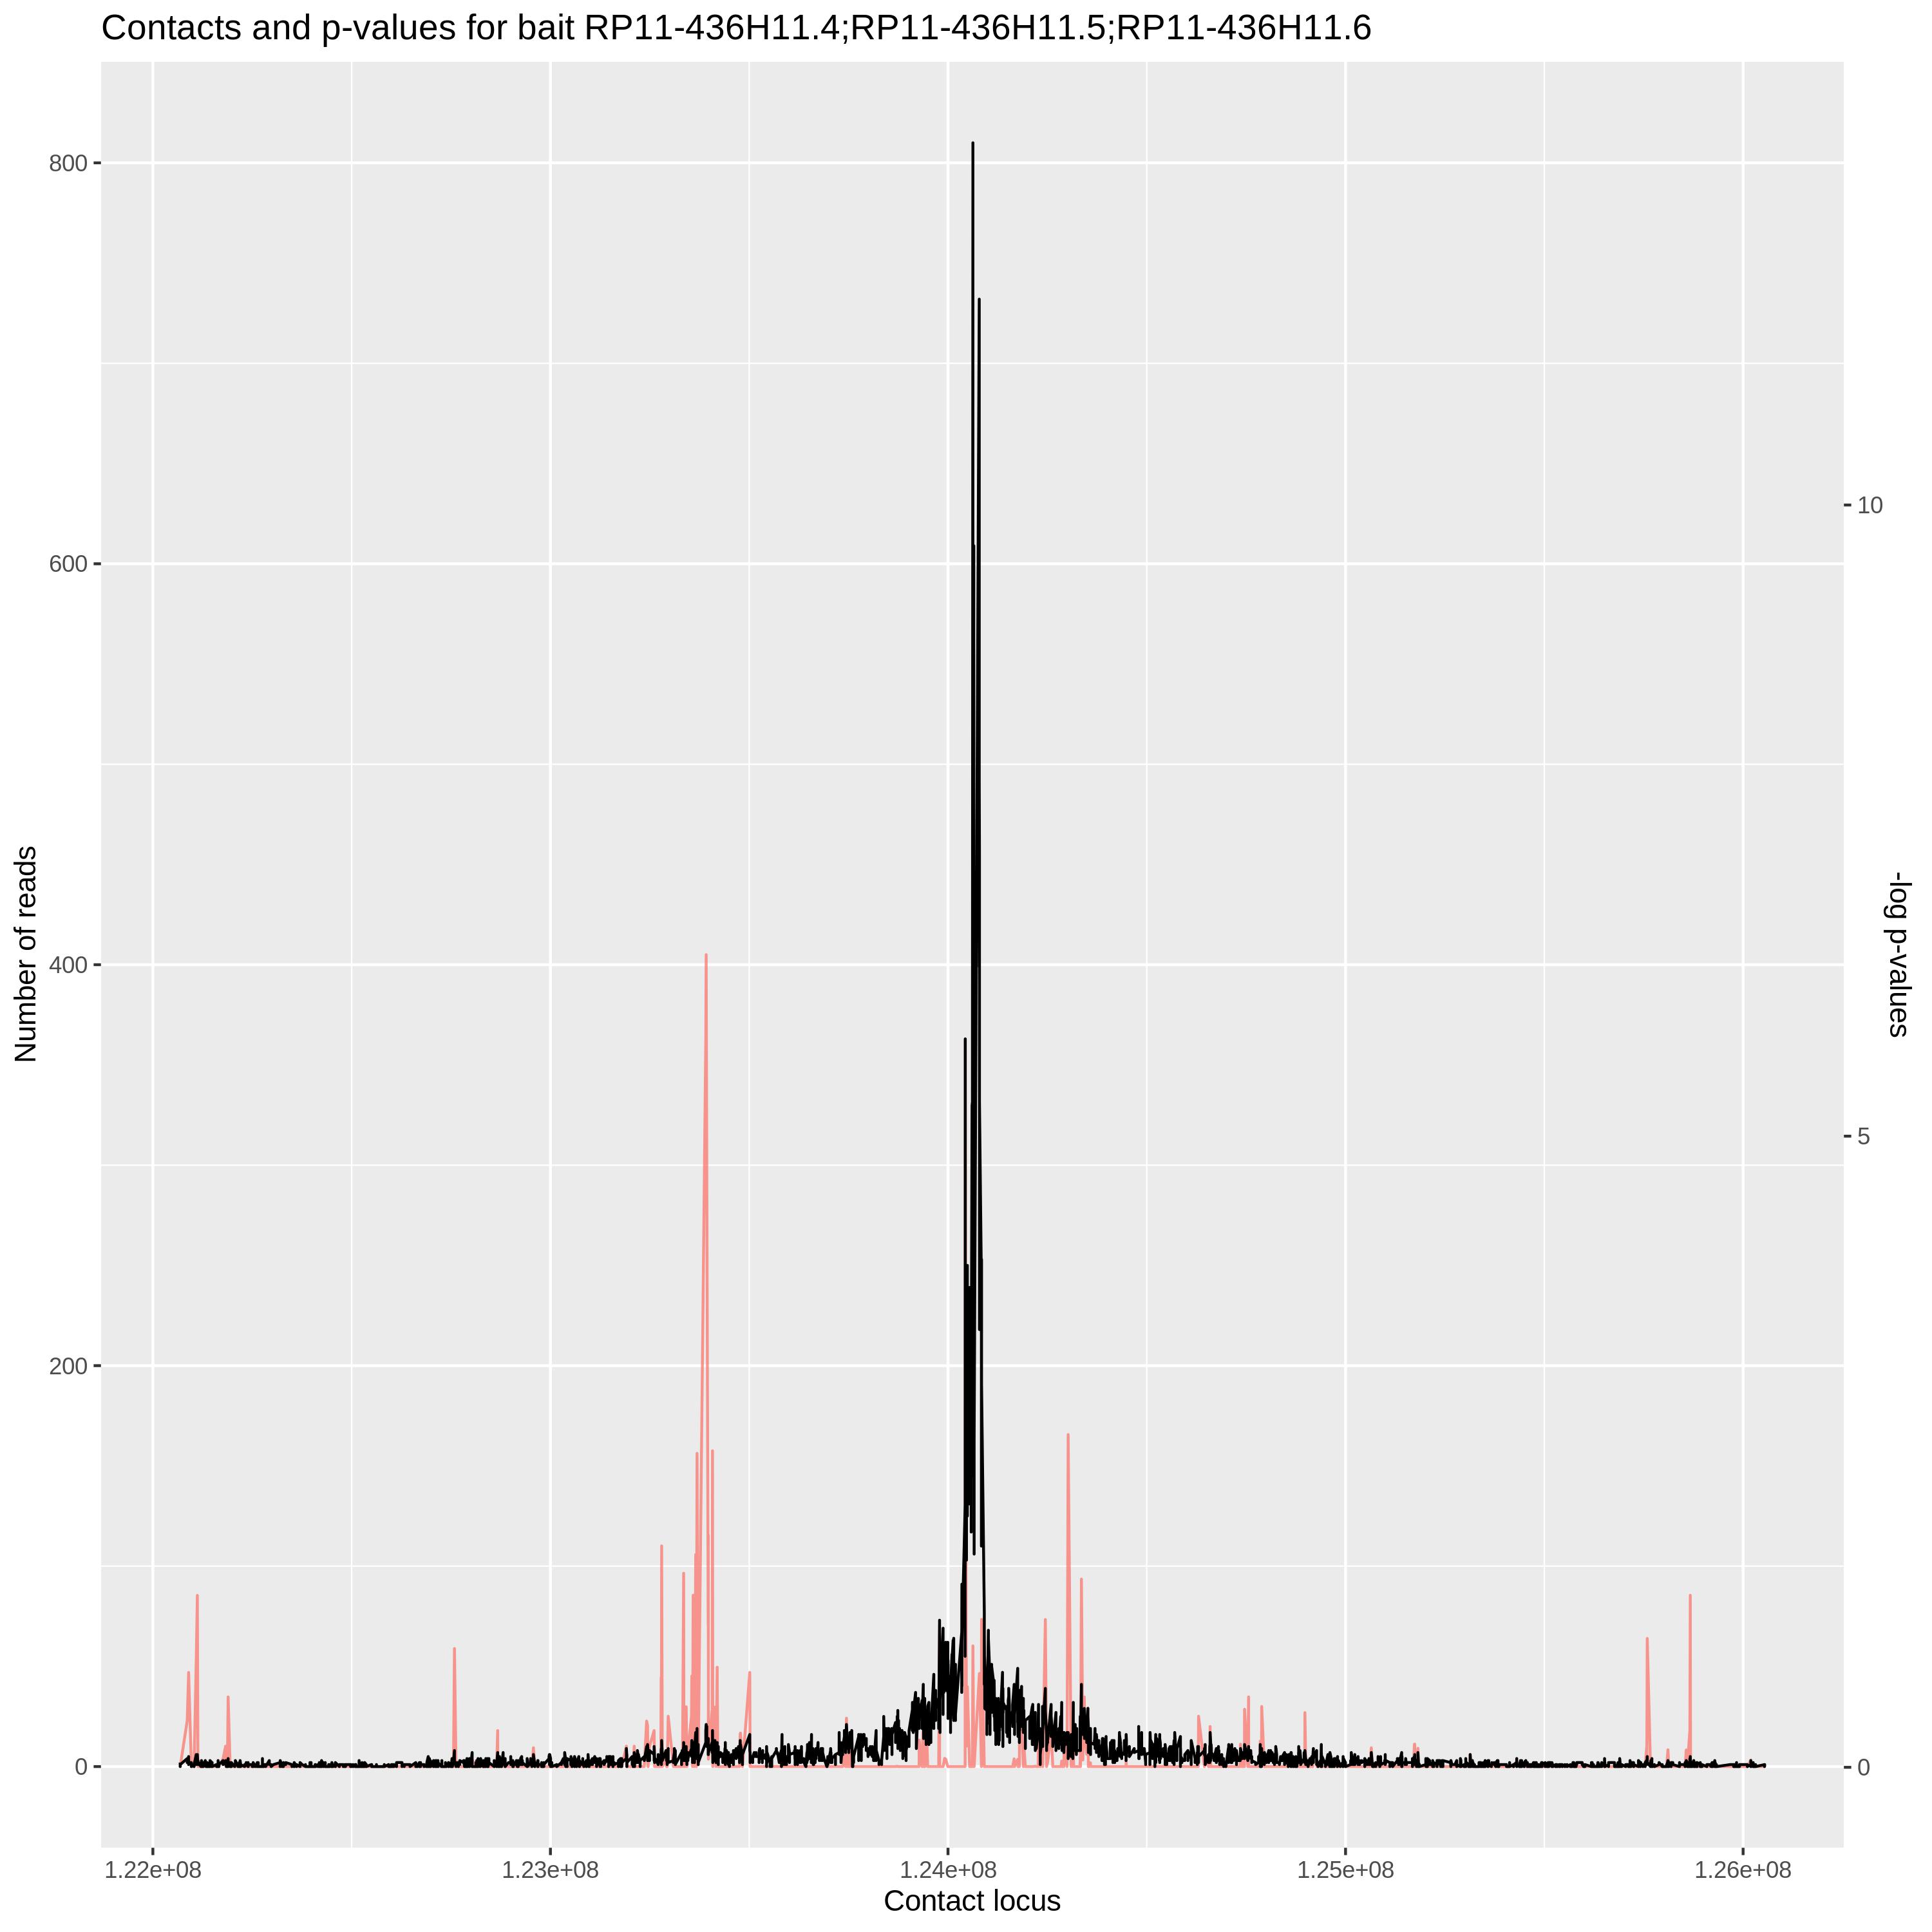 Contacts and p-values for bait RP11-436H11.4;RP11-436H11.5;RP11-436H11.6
800
600
400
200
0
Number of reads
10
5
0
-log p-values
1.22e+08
1.23e+08
1.24e+08
1.25e+08
1.26e+08
Contact locus